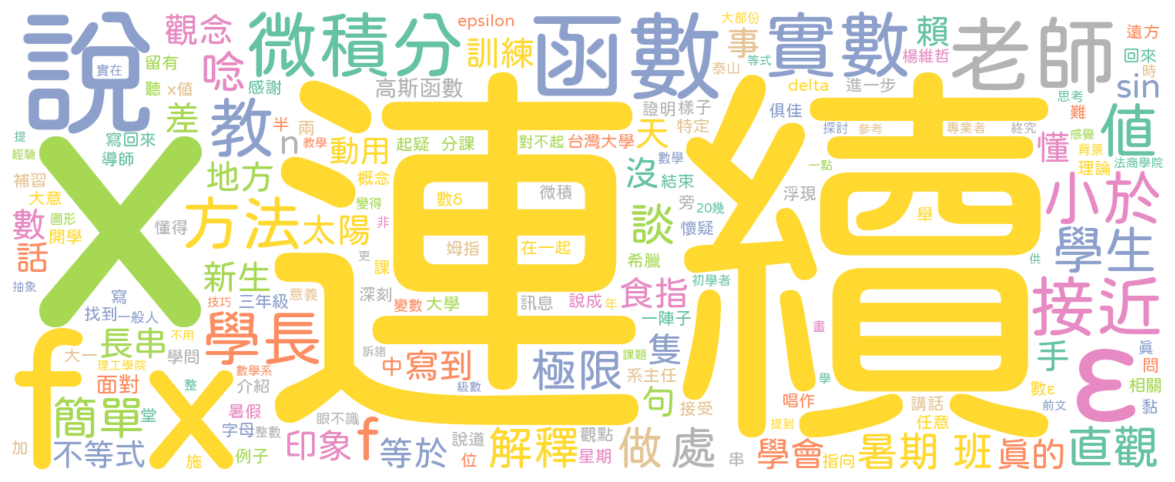 連續
說
x
fx
函數
微積分
實數
老師
觀念
唸
訓練
epsilon
事
大部份
賴
楊維哲
泰山
等式
遠方
回來
時
sin
留有
實在
聽
x值
感謝
高斯函數
delta
進一步
思考
難
值
差
教
n
半
兩
教學
動用
起疑
分課
對不起
台灣大學
天
證明
樣子
特定
俱佳
探討
參考
專業者
終究
懂
感覺
背景
理論
法商學院
提
經驗
寫回來
導師
地方
概念
數δ
微積
沒
結束
數學
一點
浮現
補習
大意
數
圖形
開學
話
懂得
方法
太陽
變得
非
姆指
在一起
談
旁
20幾
懷疑
舉
小於
學生
抽象
新生
更
課
希臘
初學者
供
寫
找到
一般人
技巧
三年級
意義
深刻
變數
大學
訊息
說成
年
食指
一陣子
畫
接近
ε
長串
大一
不用
學問
理工學院
學長
數學系
訴諸
中
寫到
級數
極限
課題
隻
系主任
手
學
真
問
相關
黏
面對
整
介紹
簡單
堂
暑假
字母
整數
眼不識
句
接受
唱作
提到
講話
任意
數ε
前文
加
不等式
施
例子
印象
f
等於
說道
位
解釋
觀點
星期
做
處
串
學會
指向
暑期
班
真的
直觀